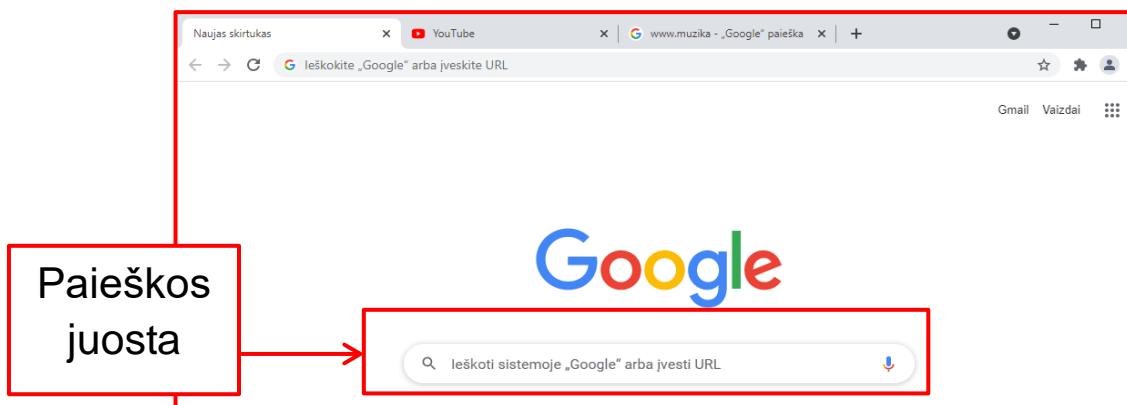 Naujas skirtukas
YouTube
www.muzika - „Google“ paieška
Ieškokite „Google“ arba įveskite URL
Gmail Vaizdai
Google
Paieškos
juosta
Ieškoti sistemoje „Google“ arba įvesti URL